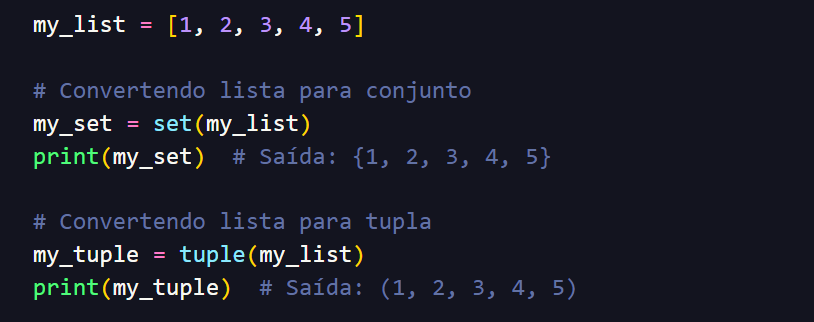 my_list = [1, 2, 3, 4, 5]
# Convertendo lista para conjunto
my_set = set(my_list)
print(my_set)  # Saída: {1, 2, 3, 4, 5}
# Convertendo lista para tupla
my_tuple = tuple(my_list)
print(my_tuple)  # Saída: (1, 2, 3, 4, 5)